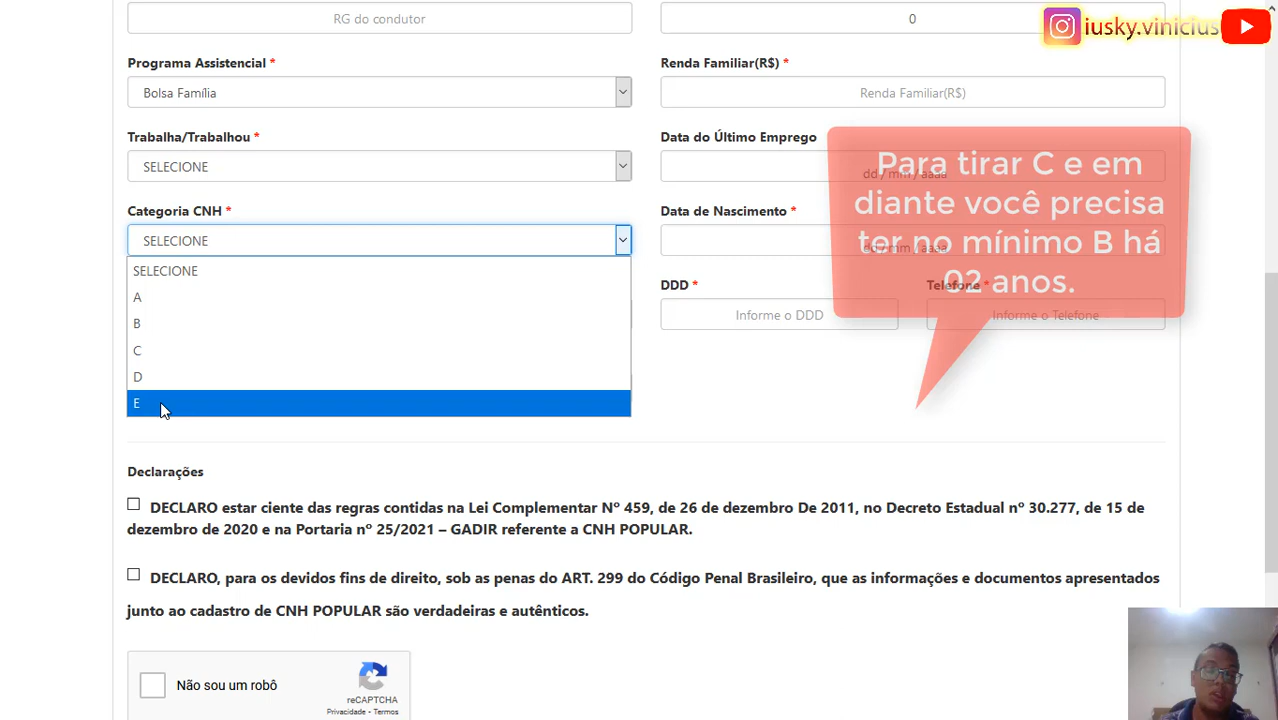 RG do condutor
0
iusky.vinicius
Programa Assistencial *
Renda Familiar(R$) *
Bolsa Família
Renda Familiar(R$)
Trabalha/Trabalhou *
Data do Último Emprego
SELECIONE
dd / mm / aaaa
Para tirar C e em
diante você precisa
ter no mínimo B há
02 anos.
Categoria CNH *
Data de Nascimento *
SELECIONE
dd / mm / aaaa
SELECIONE
A
B
C
D
E
DDD *
Telefone *
Informe o DDD
Informe o Telefone
Declarações
DECLARO estar ciente das regras contidas na Lei Complementar Nº 459, de 26 de dezembro De 2011, no Decreto Estadual nº 30.277, de 15 de
dezembro de 2020 e na Portaria nº 25/2021 – GADIR referente a CNH POPULAR.
DECLARO, para os devidos fins de direito, sob as penas do ART. 299 do Código Penal Brasileiro, que as informações e documentos apresentados
junto ao cadastro de CNH POPULAR são verdadeiras e autênticos.
Não sou um robô
reCAPTCHA
Privacidade - Termos